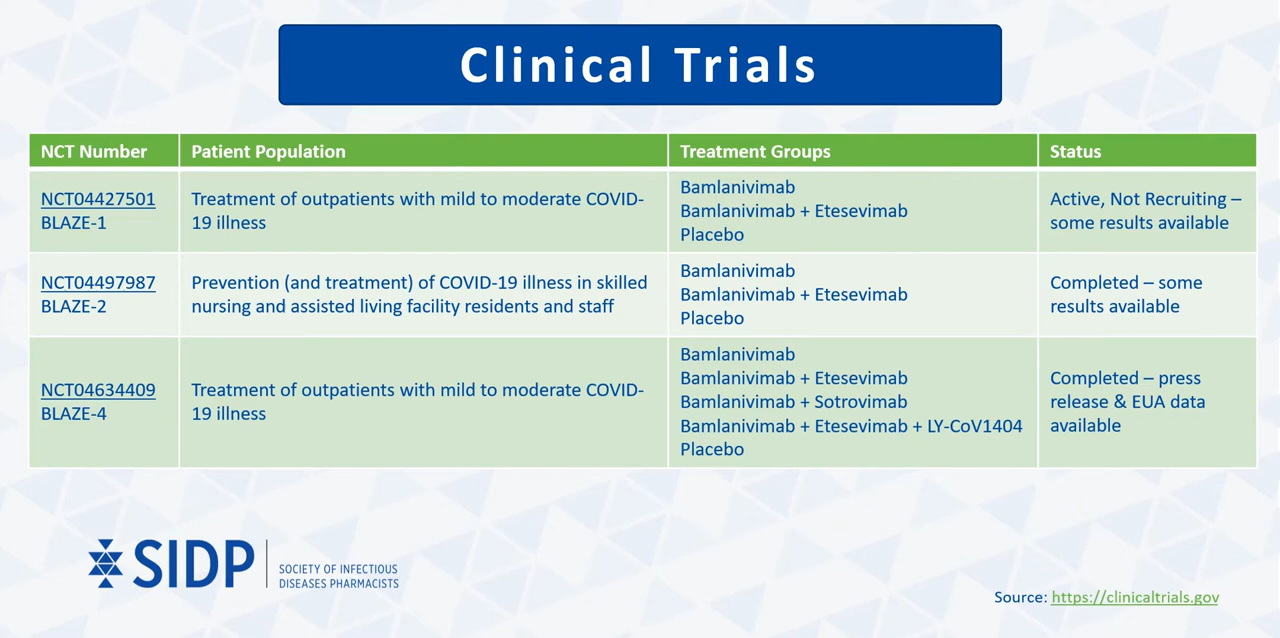 Clinical Trials
NCT Number
Patient Population
Treatment Groups
Status
NCT04427501
BLAZE-1
Treatment of outpatients with mild to moderate COVID-
19 illness
Bamlanivimab
Bamlanivimab + Etesevimab
Placebo
Active, Not Recruiting –
some results available
NCT04497987
BLAZE-2
Prevention (and treatment) of COVID-19 illness in skilled
nursing and assisted living facility residents and staff
Bamlanivimab
Bamlanivimab + Etesevimab
Placebo
Completed – some
results available
NCT04634409
BLAZE-4
Treatment of outpatients with mild to moderate COVID-
19 illness
Bamlanivimab
Bamlanivimab + Etesevimab
Bamlanivimab + Sotrovimab
Bamlanivimab + Etesevimab + LY-CoV1404
Placebo
Completed – press
release & EUA data
available
SIDP
SOCIETY OF INFECTIOUS
DISEASES PHARMACISTS
Source: https://clinicaltrials.gov